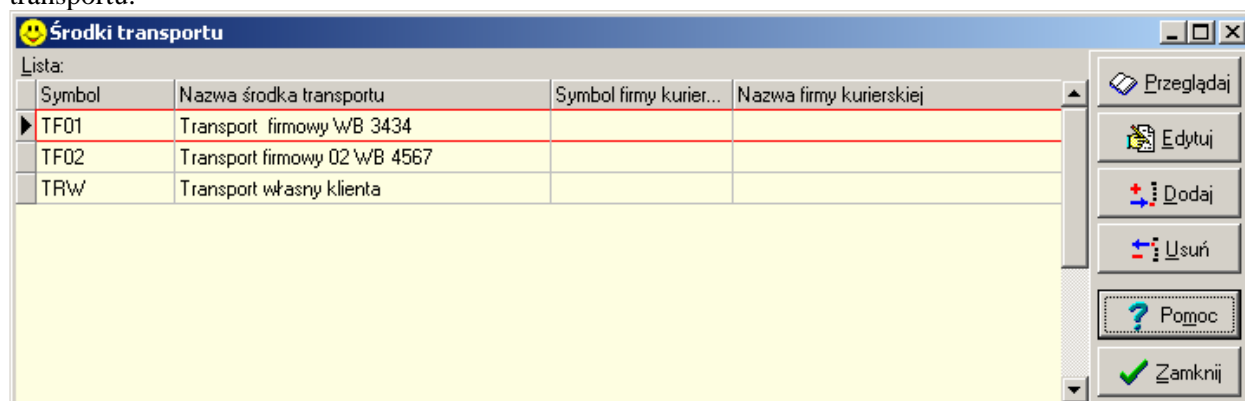 transportu.
Środki transportu
Lista:
Symbol Nazwa środka transportu Symbol firmy kurier... Nazwa firmy kurierskiej
TF01 Transport firmowy WB 3434
TF02 Transport firmowy 02 WB 4567
TRW Transport własny klienta
Przeglądaj
Edytuj
Dodaj
Usuń
Pomoc
Zamknij